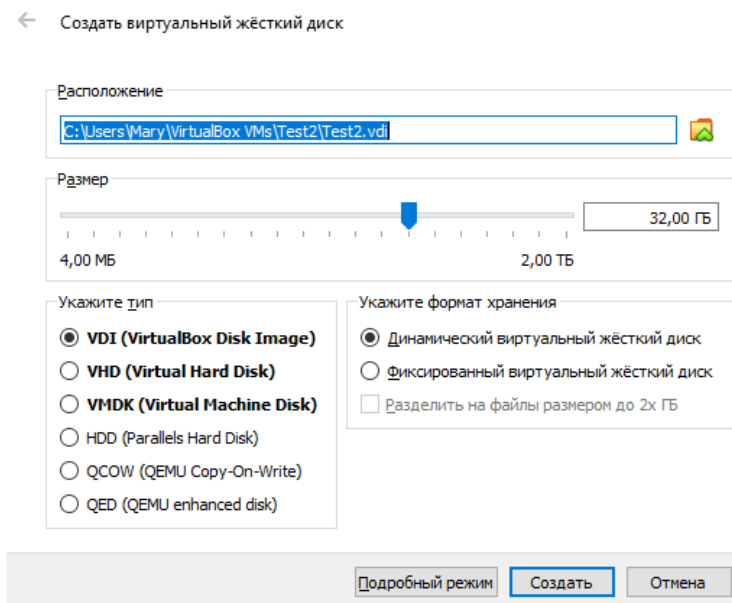 Создать виртуальный жёсткий диск
Расположение
C:\Users\Mary\VirtualBox VMs\Test2\Test2.vdi
Размер
32,00 ГБ
4,00 МБ 2,00 ТБ
Укажите тип
VDI (VirtualBox Disk Image)
VHD (Virtual Hard Disk)
VMDK (Virtual Machine Disk)
HDD (Parallels Hard Disk)
QCOW (QEMU Copy-On-Write)
QED (QEMU enhanced disk)
Укажите формат хранения
Динамический виртуальный жёсткий диск
Фиксированный виртуальный жёсткий диск
Разделить на файлы размером до 2х ГБ
Подробный режим Создать Отмена